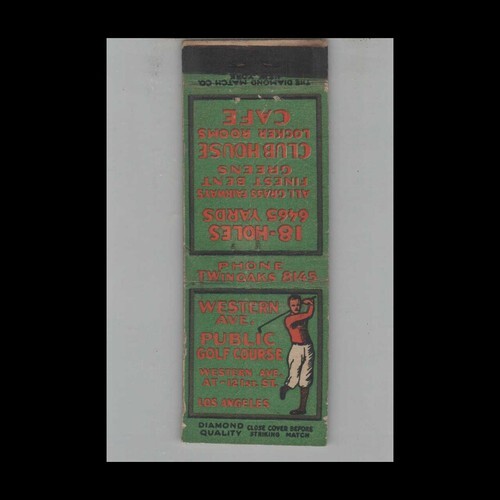 WESTERN
AVE.
PUBLIC
GOLF COURSE
WESTERN AVE.
AT-121ST. ST.
LOS ANGELES
DIAMOND QUALITY
CLOSE COVER BEFORE
STRIKING MATCH
PHONE
TWINOAKS 8125
18-HOLES
6465 YARDS
ALL GRASS FAIRWAYS
FINEST BENT
GREENS
CLUB HOUSE
LOCKER ROOMS
CAFE
THE DIAMOND MATCH CO.